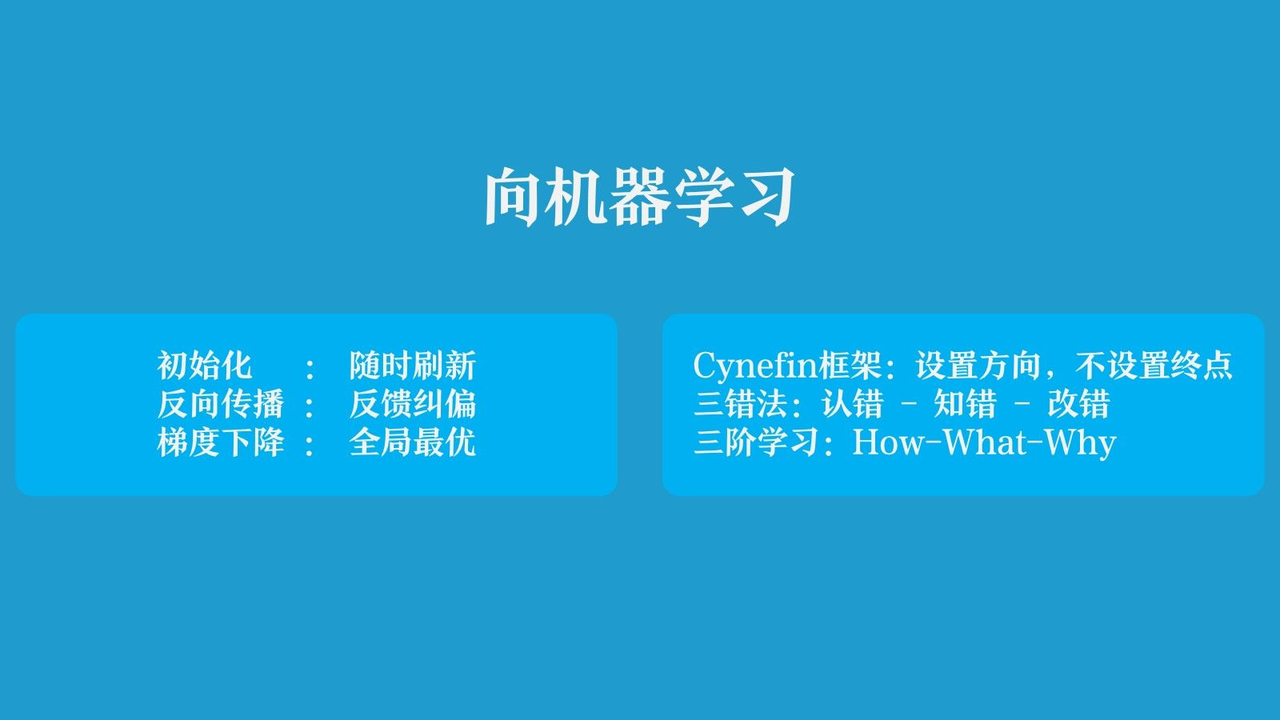 向机器学习
初始化 : 随时刷新
反向传播 : 反馈纠偏
梯度下降 : 全局最优
Cynefin框架：设置方向，不设置终点
三错法：认错 - 知错 - 改错
三阶学习：How-What-Why